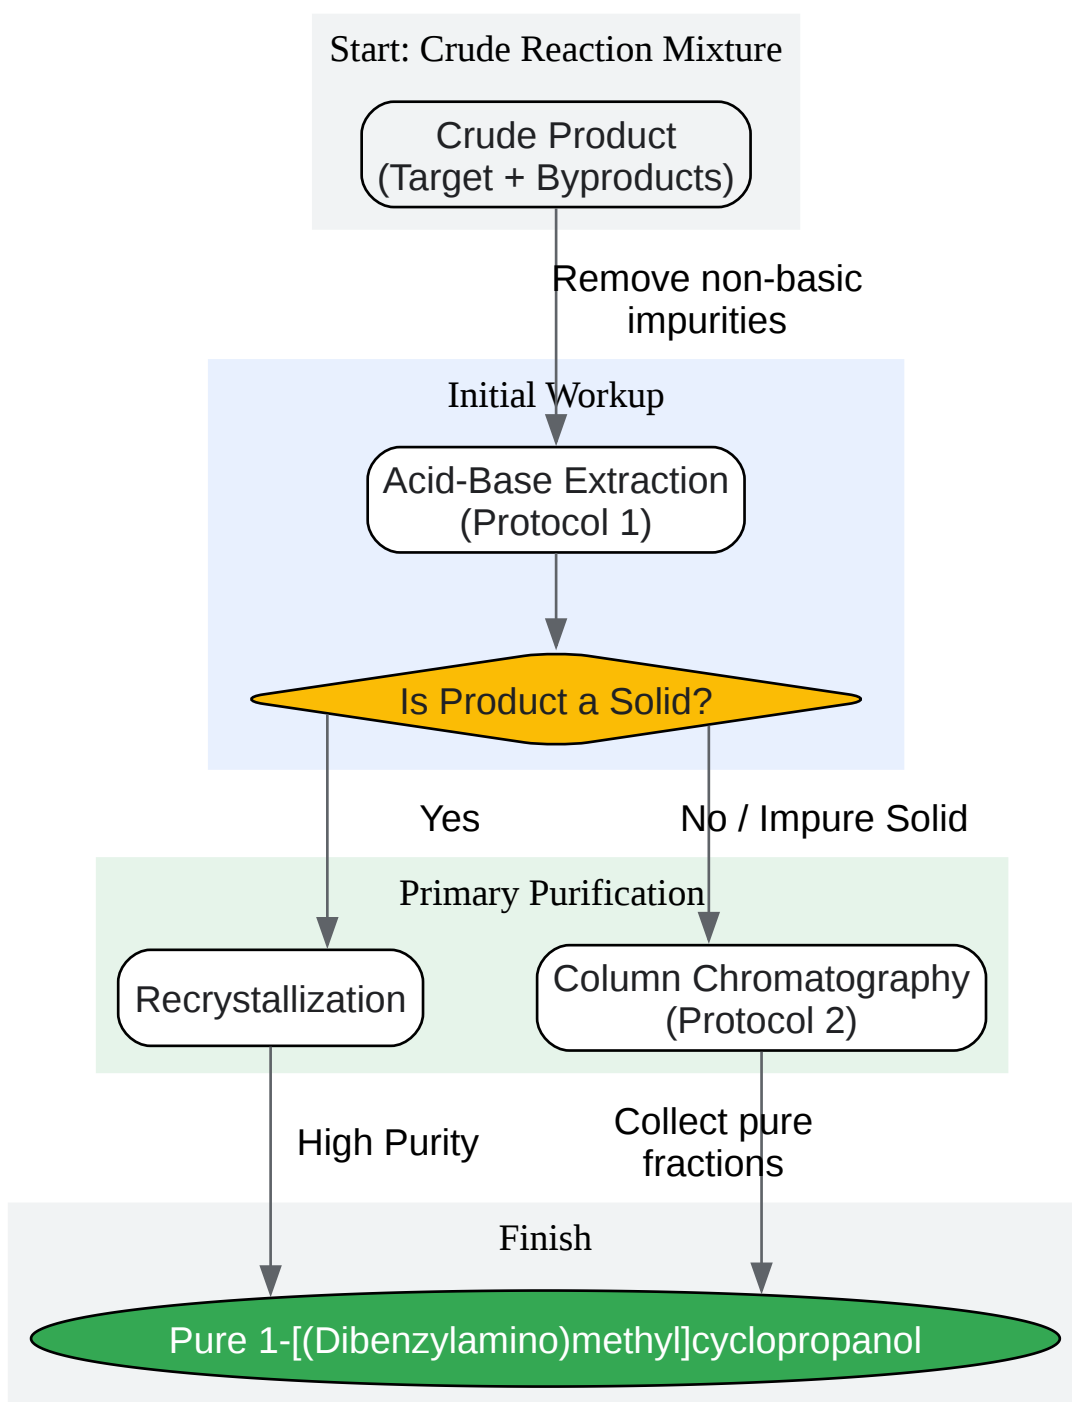 Start: Crude Reaction Mixture
Crude Product
(Target + Byproducts)
Remove non-basic
impurities
Initial Workup
Acid-Base Extraction
(Protocol 1)
Is Product a Solid?
Yes
No / Impure Solid
Primary Purification
Recrystallization
Column Chromatography
(Protocol 2)
High Purity
Collect pure
fractions
Finish
Pure 1-[(Dibenzylamino)methyl]cyclopropanol